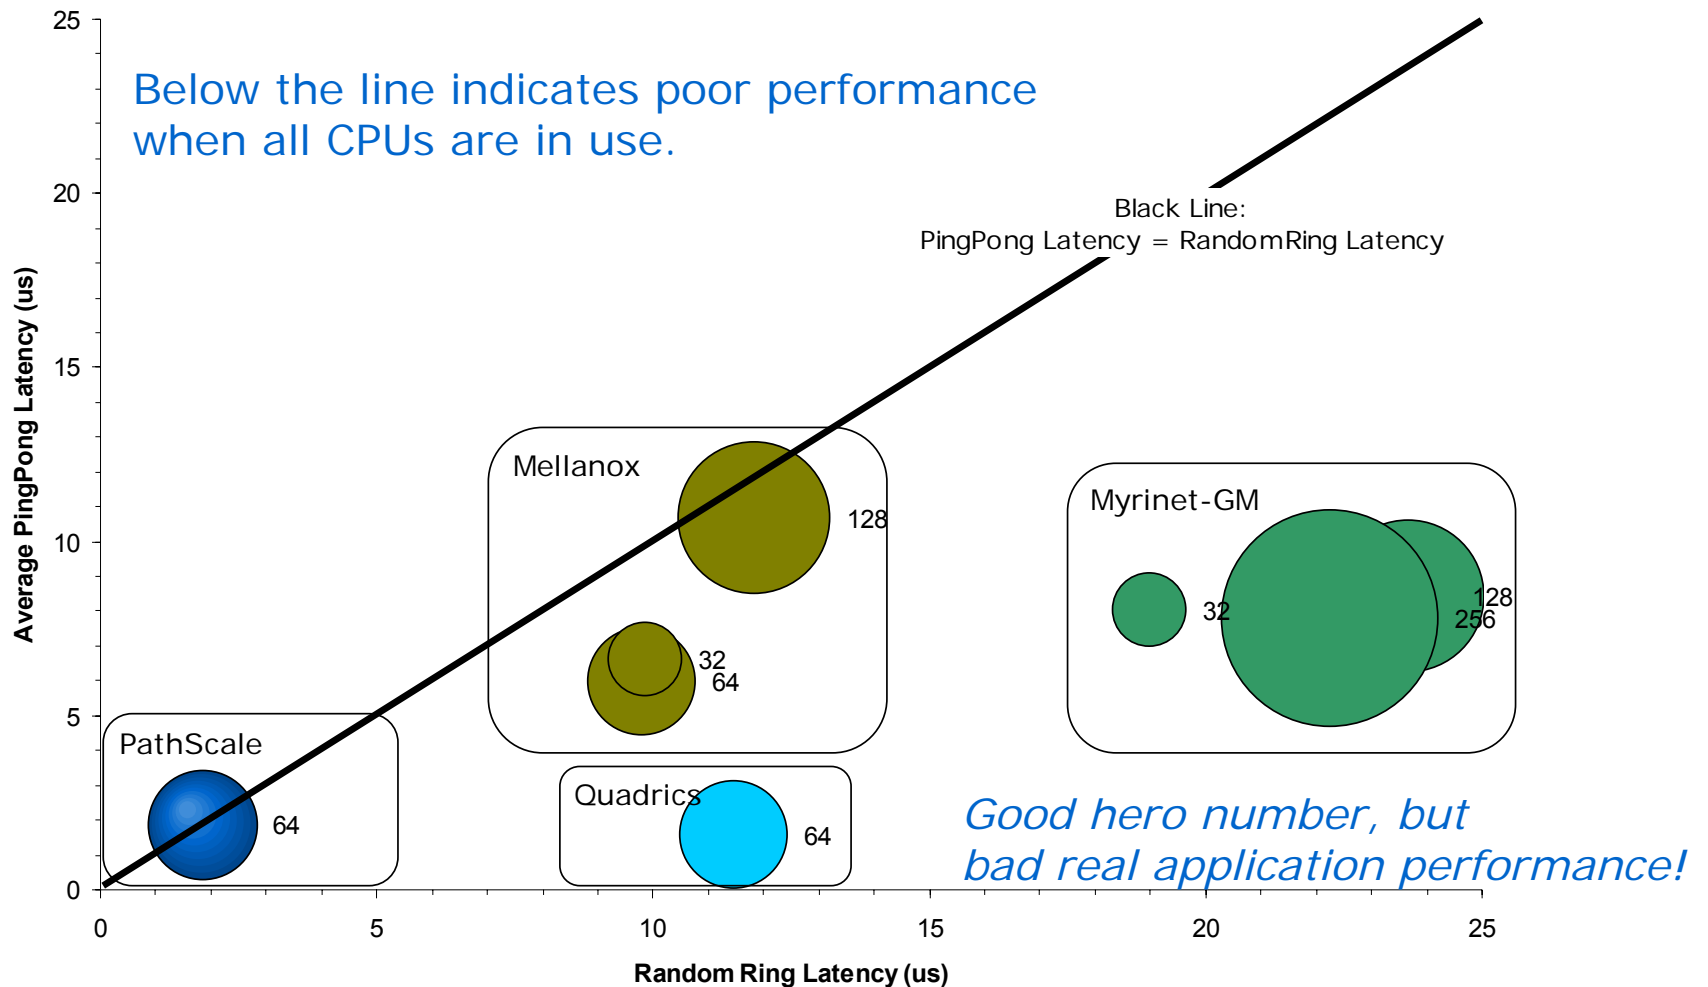 25
Below the line indicates poor performance
when all CPUs are in use.
20
Black Line:
PingPong Latency = RandomRing Latency
Average PingPong Latency (us)
15
Mellanox
128
Myrinet-GM
10
32
128
256
32
64
5
PathScale
64
Quadrics
64
Good hero number, but
bad real application performance!
0
0
5
10
15
20
25
Random Ring Latency (us)